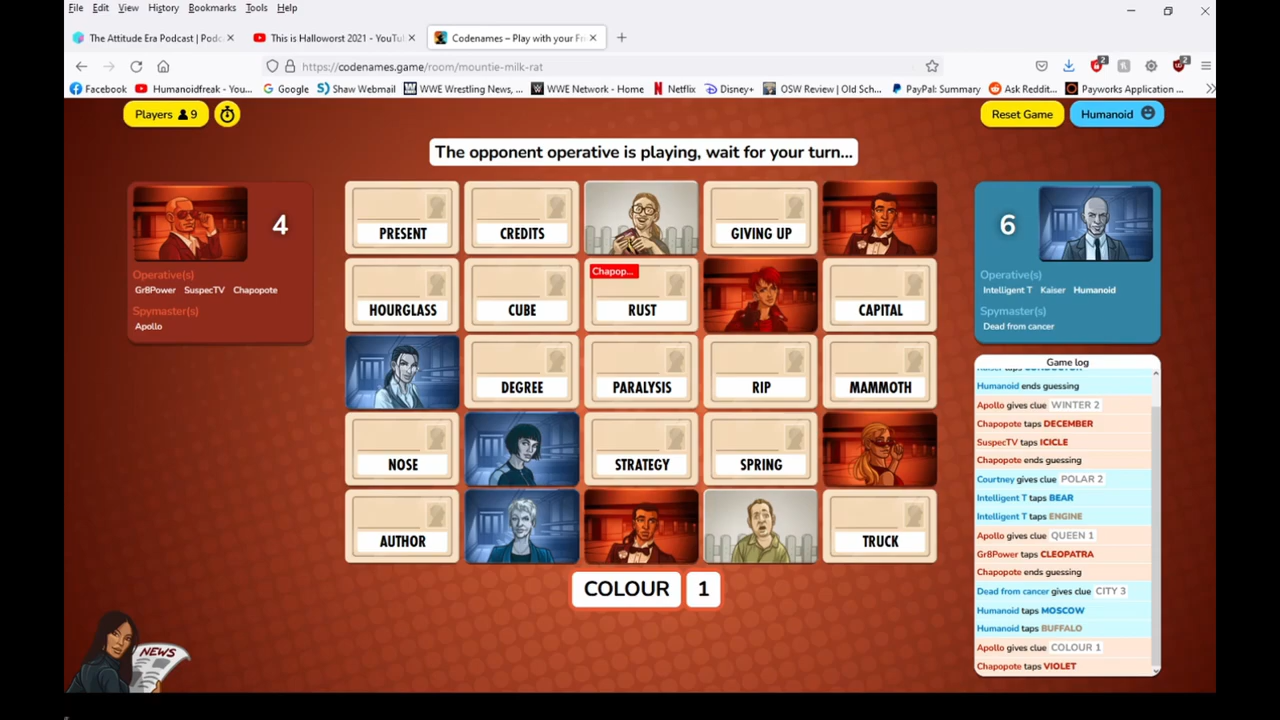 File Edit View History Bookmarks Tools Help
The Attitude Era Podcast | Podc
This is Halloworst 2021 - YouTu
Codenames – Play with your Fr
https://codenames.game/room/mountie-milk-rat
2
2
Facebook
Humanoidfreak - You...
Google
Shaw Webmail
WWE Wrestling News, ...
WWE Network - Home
Netflix
Disney+
OSW Review | Old Sch...
PayPal: Summary
Ask Reddit...
Payworks Application ...
Players 9
Reset Game
Humanoid
The opponent operative is playing, wait for your turn...
4
Operative(s)
Gr8Power SuspecTV Chapopote
Spymaster(s)
Apollo
PRESENT
CREDITS
GIVING UP
HOURGLASS
CUBE
Chapop...
RUST
CAPITAL
DEGREE
PARALYSIS
RIP
MAMMOTH
NOSE
STRATEGY
SPRING
AUTHOR
TRUCK
COLOUR 1
NEWS
6
Operative(s)
Intelligent T Kaiser Humanoid
Spymaster(s)
Dead from cancer
Game log
Kaiser taps CONDUCTOR
Humanoid ends guessing
Apollo gives clue WINTER 2
Chapopote taps DECEMBER
SuspecTV taps ICICLE
Chapopote ends guessing
Courtney gives clue POLAR 2
Intelligent T taps BEAR
Intelligent T taps ENGINE
Apollo gives clue QUEEN 1
Gr8Power taps CLEOPATRA
Chapopote ends guessing
Dead from cancer gives clue CITY 3
Humanoid taps MOSCOW
Humanoid taps BUFFALO
Apollo gives clue COLOUR 1
Chapopote taps VIOLET